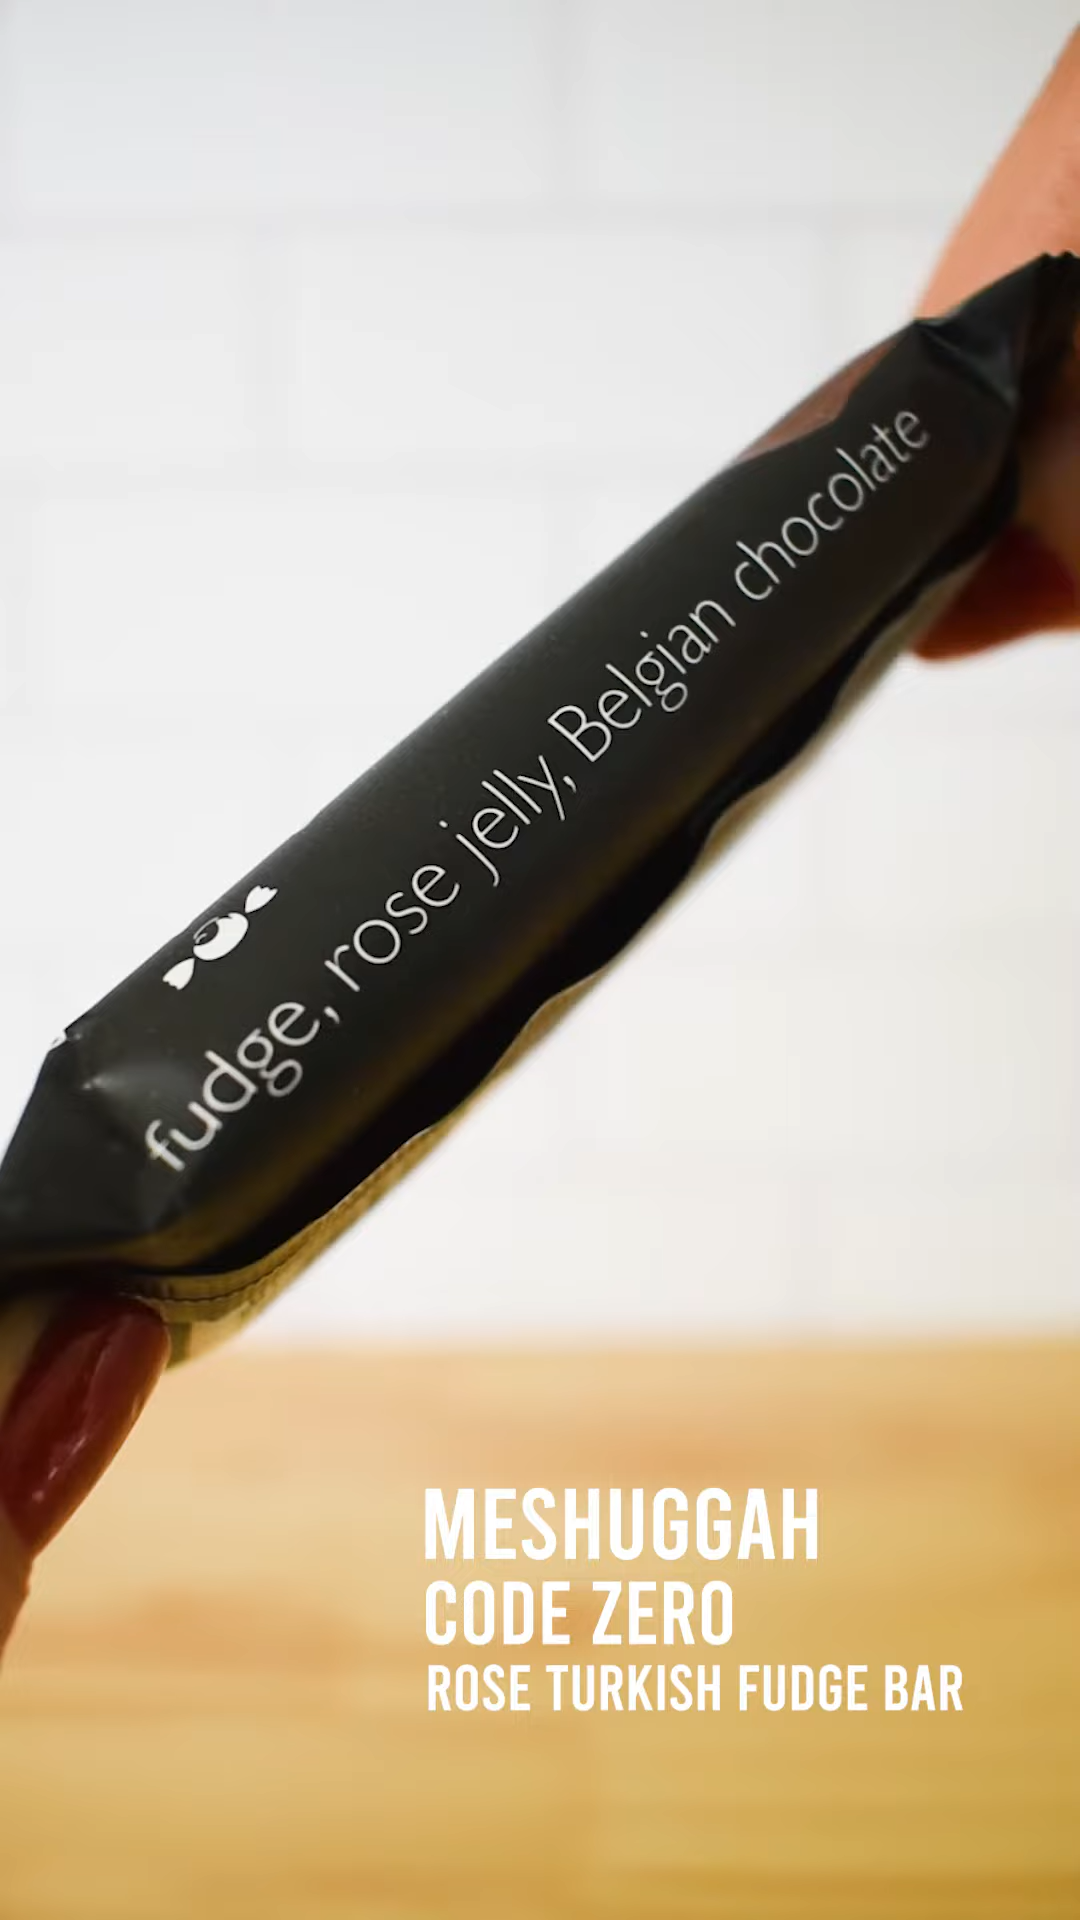 fudge, rose jelly, Belgian chocolate
MESHUGGAH
CODE ZERO
ROSE TURKISH FUDGE BAR